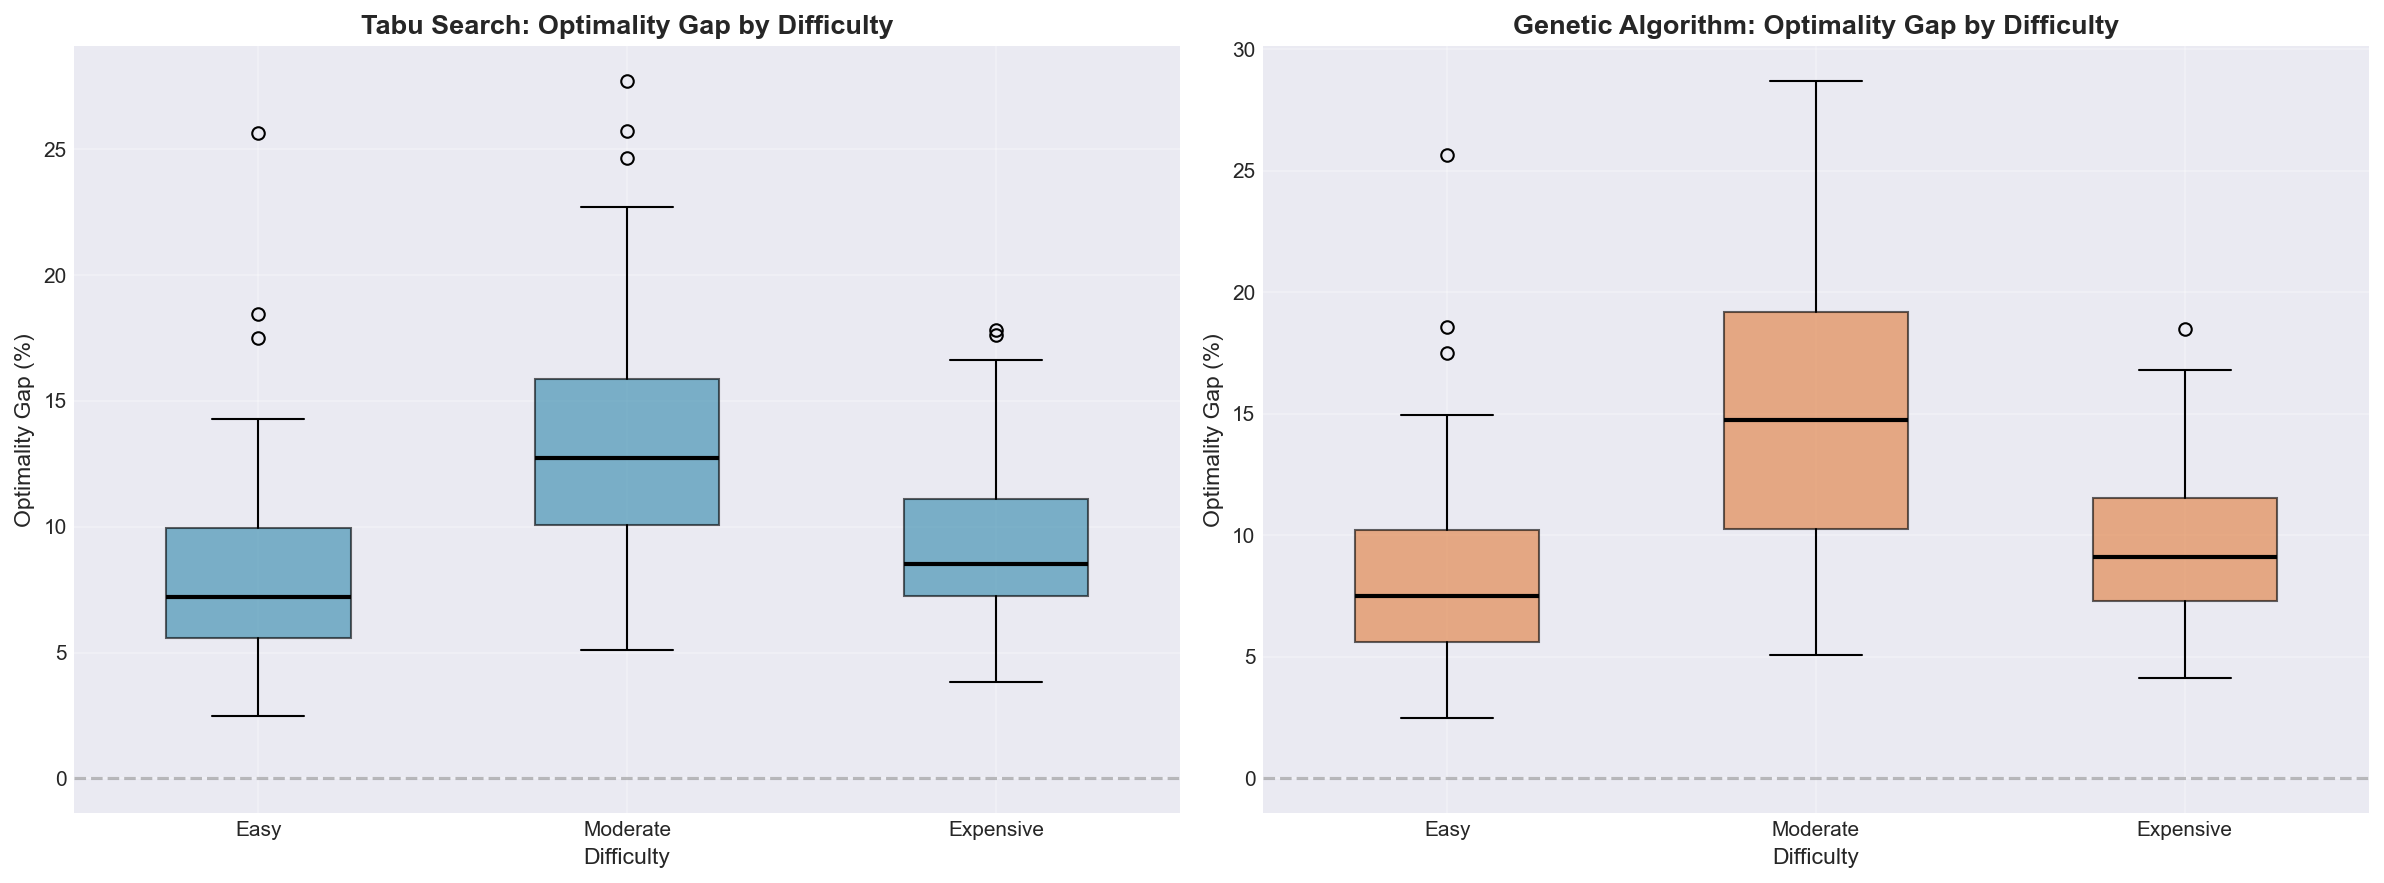 Tabu Search: Optimality Gap by Difficulty
Optimality Gap (%)
25
20
15
10
5
0
Easy
Moderate
Expensive
Difficulty
Genetic Algorithm: Optimality Gap by Difficulty
Optimality Gap (%)
30
25
20
15
10
5
0
Easy
Moderate
Expensive
Difficulty